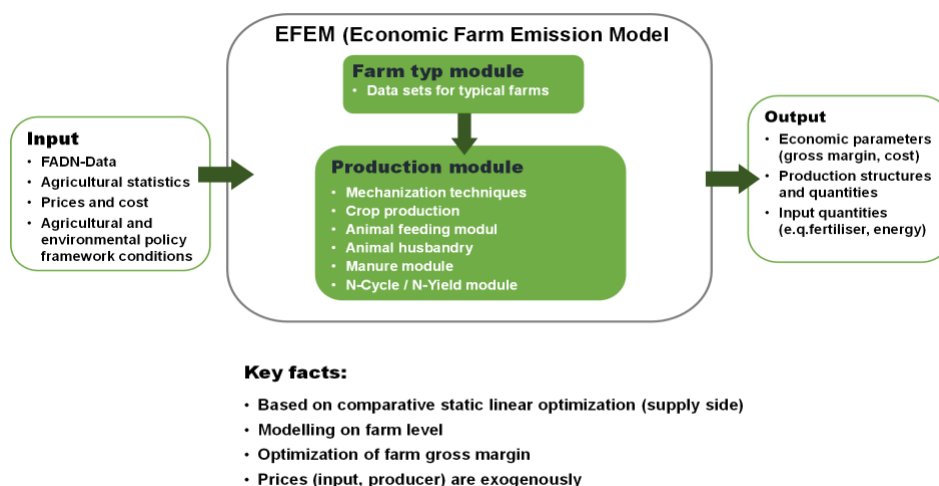 EFEM (Economic Farm Emission Model
Farm typ module
• Data sets for typical farms
Input
• FADN-Data
• Agricultural statistics
• Prices and cost
• Agricultural and
environmental policy
framework conditions
Production module
• Mechanization techniques
• Crop production
• Animal feeding modul
• Animal husbandry
• Manure module
• N-Cycle / N-Yield module
Output
• Economic parameters
(gross margin, cost)
• Production structures
and quantities
• Input quantities
(e.q.fertiliser, energy)
Key facts:
• Based on comparative static linear optimization (supply side)
• Modelling on farm level
• Optimization of farm gross margin
• Prices (input, producer) are exogenously